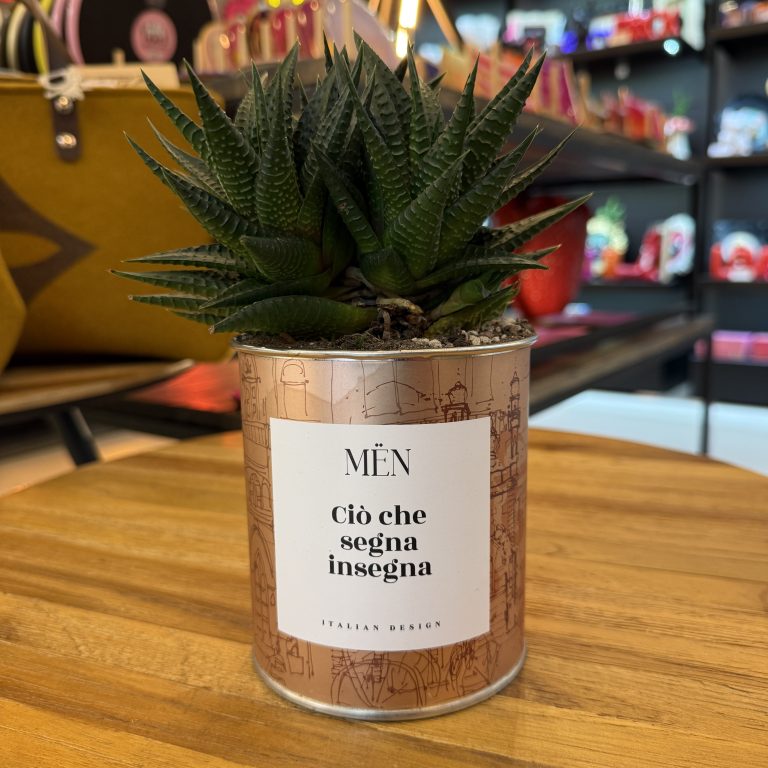 MËN
Ciò che
segna
insegna
ITALIAN DESIGN